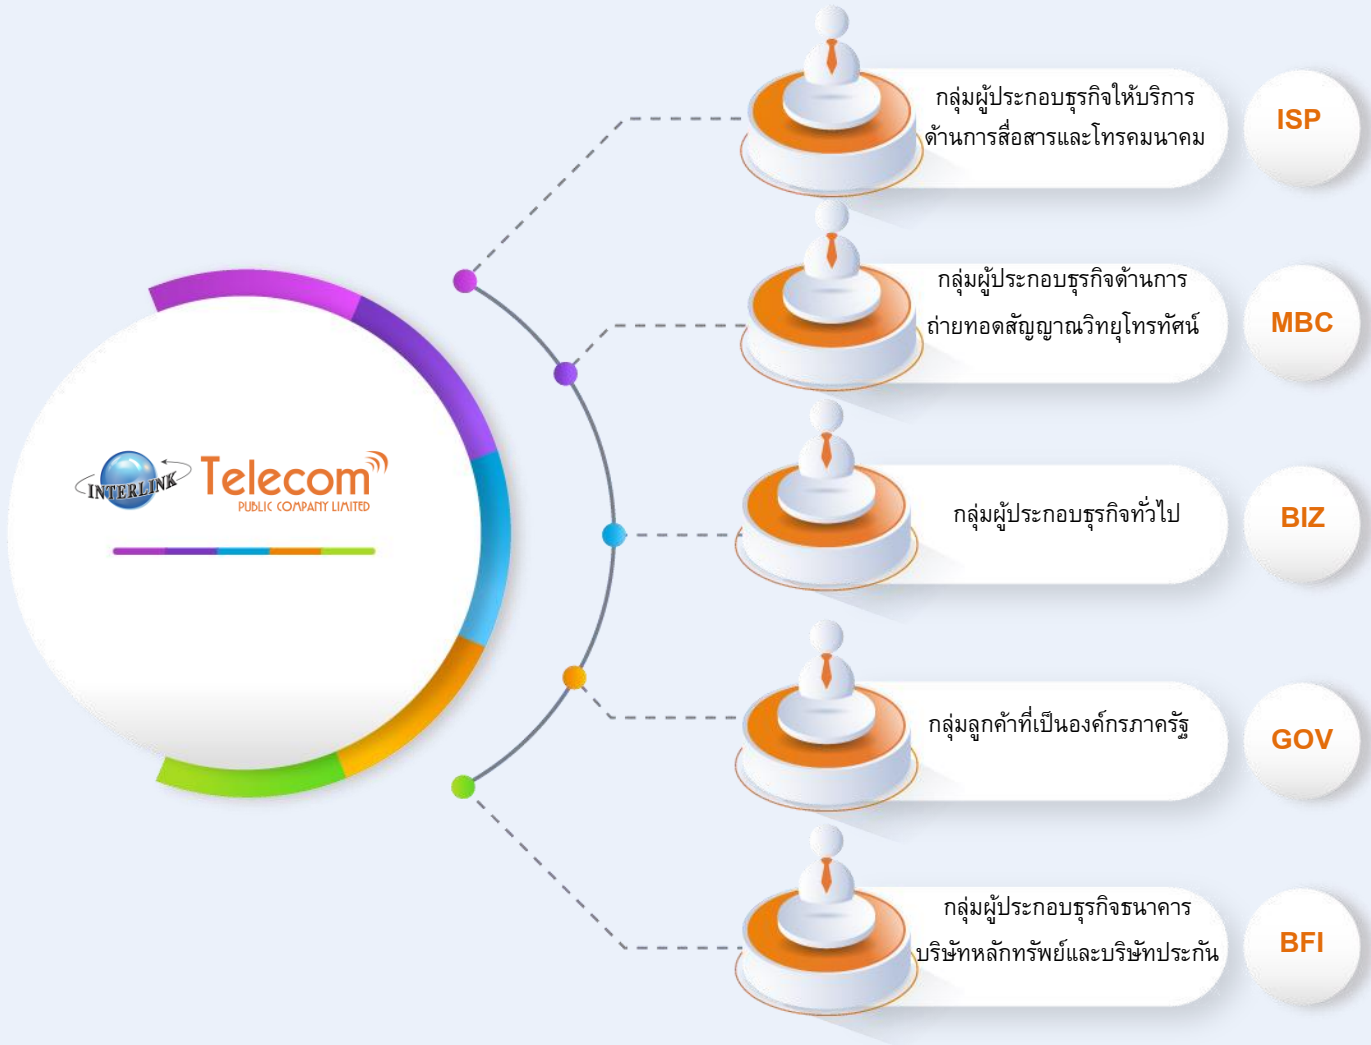 INTERLINK
Telecom
PUBLIC COMPANY LIMITED
กลุ่มผู้ประกอบธุรกิจให้บริการ
ด้านการสื่อสารและโทรคมนาคม
ISP
กลุ่มผู้ประกอบธุรกิจด้านการ
ถ่ายทอดสัญญาณวิทยุโทรทัศน์
MBC
กลุ่มผู้ประกอบธุรกิจทั่วไป
BIZ
กลุ่มลูกค้าที่เป็นองค์กรภาครัฐ
GOV
กลุ่มผู้ประกอบธุรกิจธนาคาร
บริษัทหลักทรัพย์และบริษัทประกัน
BFI